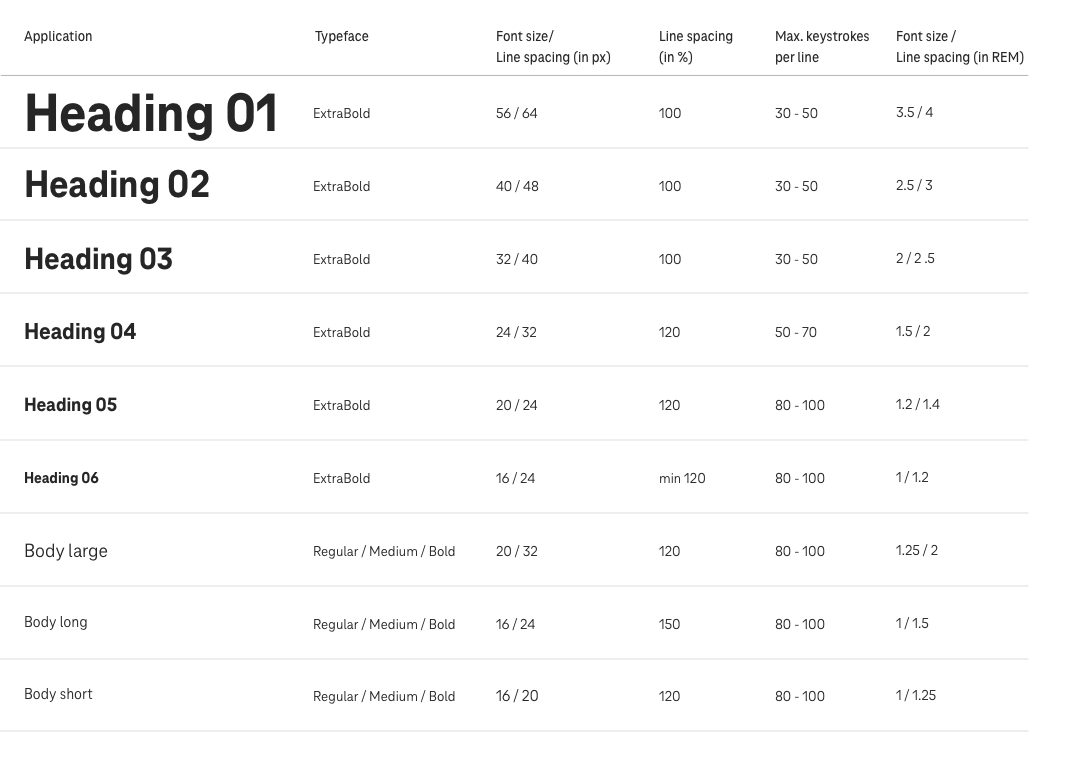 Application Typeface Font size/ Line spacing Max. keystrokes Font size /
Line spacing (in px) (in %) per line Line spacing (in REM)
Heading 01 ExtraBold 56 / 64 100 30 - 50 3.5 / 4
Heading 02 ExtraBold 40 / 48 100 30 - 50 2.5 / 3
Heading 03 ExtraBold 32 / 40 100 30 - 50 2 / 2 .5
Heading 04 ExtraBold 24 / 32 120 50 - 70 1.5 / 2
Heading 05 ExtraBold 20 / 24 120 80 - 100 1.2 / 1.4
Heading 06 ExtraBold 16 / 24 min 120 80 - 100 1 / 1.2
Body large Regular / Medium / Bold 20 / 32 120 80 - 100 1.25 / 2
Body long Regular / Medium / Bold 16 / 24 150 80 - 100 1 / 1.5
Body short Regular / Medium / Bold 16 / 20 120 80 - 100 1 / 1.25